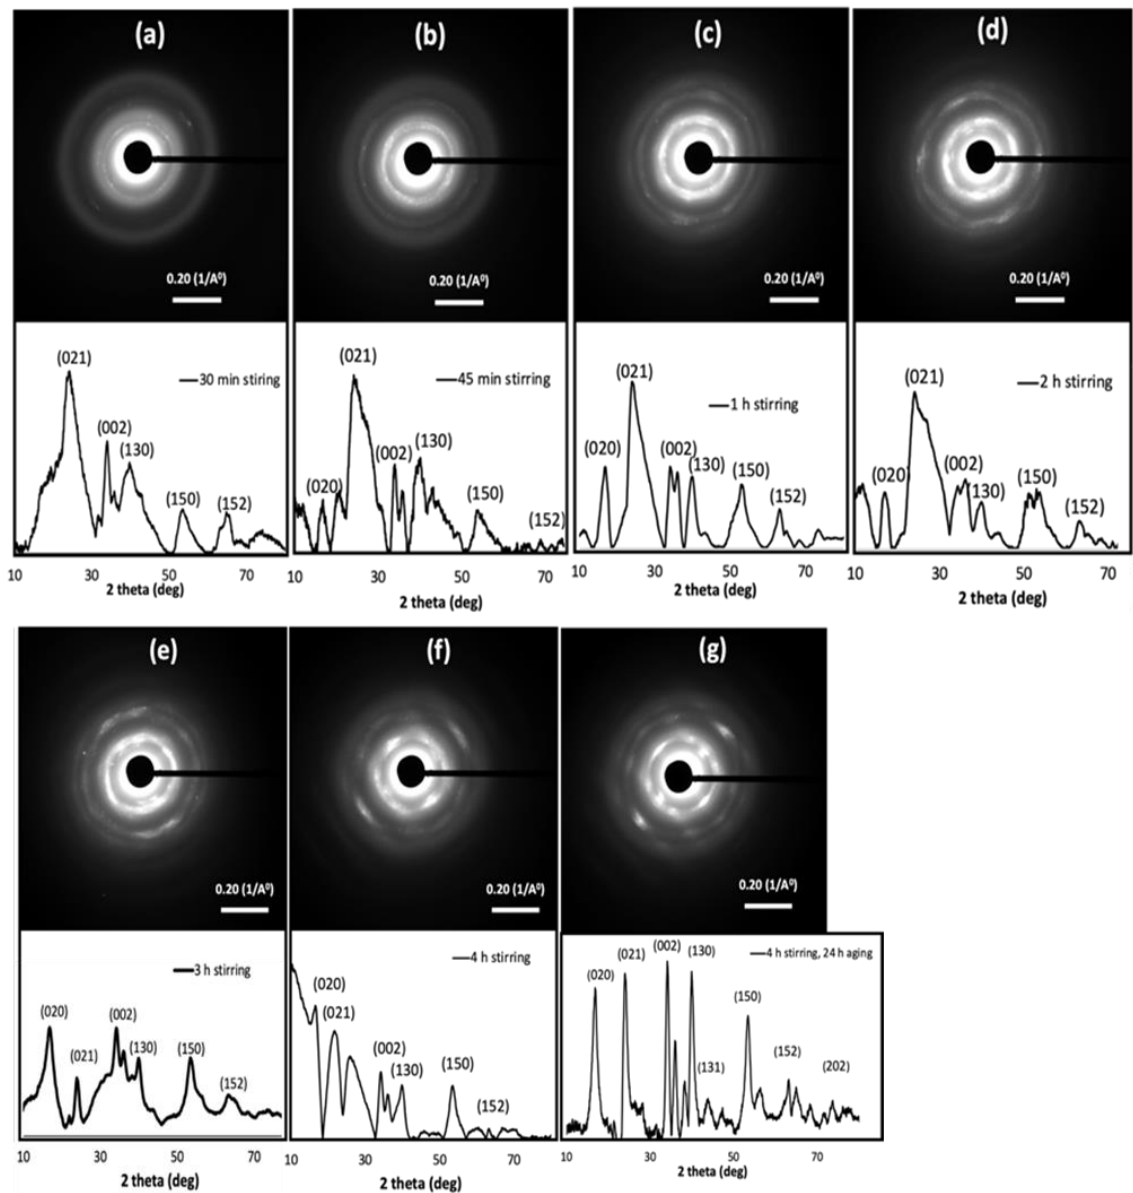 (a)
(b)
(c)
(d)
0.20 (1/A⁰)
0.20 (1/A⁰)
0.20 (1/A⁰)
0.20 (1/A⁰)
(021)
30 min stiring
(002)
(130)
(150)
(152)
10 30 50 70
2 theta (deg)
(021)
45 min stirring
(002)
(130)
(020)
(150)
(152)
10 30 50 70
2 theta (deg)
(021)
1 h stirring
(020)
(002)
(130)
(150)
(152)
10 30 50 70
2 theta (deg)
(021)
2 h stirring
(020)
(002)
(130)
(150)
(152)
10 30 50 70
2 theta (deg)
(e)
(f)
(g)
0.20 (1/A⁰)
0.20 (1/A⁰)
0.20 (1/A⁰)
3 h stirring
(020)
(002)
(021)
(130)
(150)
(152)
10 30 50 70
2 theta (deg)
4 h stirring
(020)
(021)
(002)
(130)
(150)
(152)
10 30 50 70
2 theta (deg)
(020)
(021)
(002)
(130)
4 h stirring, 24 h aging
(150)
(131)
(152)
(202)
10 30 50 70
2 theta (deg)